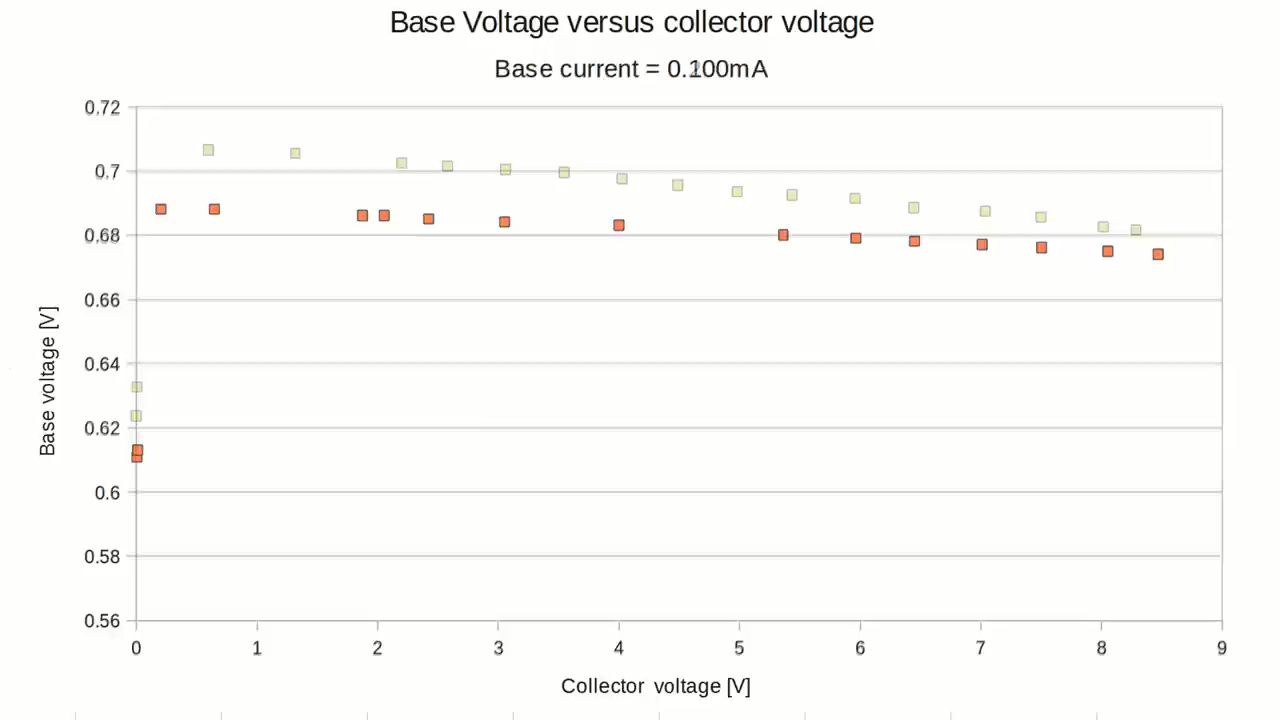 Base Voltage versus collector voltage
Base current = 0.100mA
0.72
0.7
0.68
0.66
0.64
0.62
0.6
0.58
0.56
Base voltage [V]
0 1 2 3 4 5 6 7 8 9
Collector voltage [V]